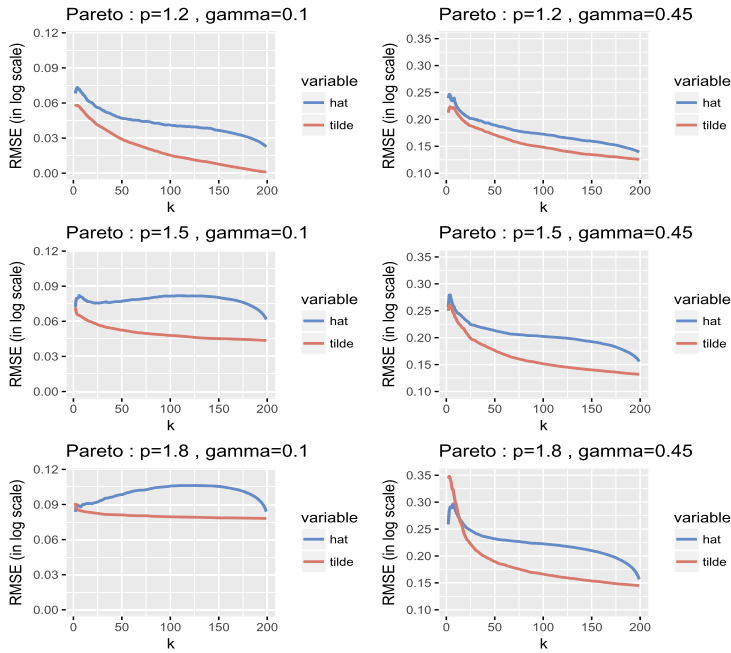 Pareto : p=1.2 , gamma=0.1
RMSE (in log scale)
0.12
0.09
0.06
0.03
0.00
0
50
100
150
200
k
variable
hat
tilde
Pareto : p=1.2 , gamma=0.45
RMSE (in log scale)
0.35
0.30
0.25
0.20
0.15
0.10
0
50
100
150
200
k
variable
hat
tilde
Pareto : p=1.5 , gamma=0.1
RMSE (in log scale)
0.12
0.09
0.06
0.03
0.00
0
50
100
150
200
k
variable
hat
tilde
Pareto : p=1.5 , gamma=0.45
RMSE (in log scale)
0.35
0.30
0.25
0.20
0.15
0.10
0
50
100
150
200
k
variable
hat
tilde
Pareto : p=1.8 , gamma=0.1
RMSE (in log scale)
0.12
0.09
0.06
0.03
0.00
0
50
100
150
200
k
variable
hat
tilde
Pareto : p=1.8 , gamma=0.45
RMSE (in log scale)
0.35
0.30
0.25
0.20
0.15
0.10
0
50
100
150
200
k
variable
hat
tilde